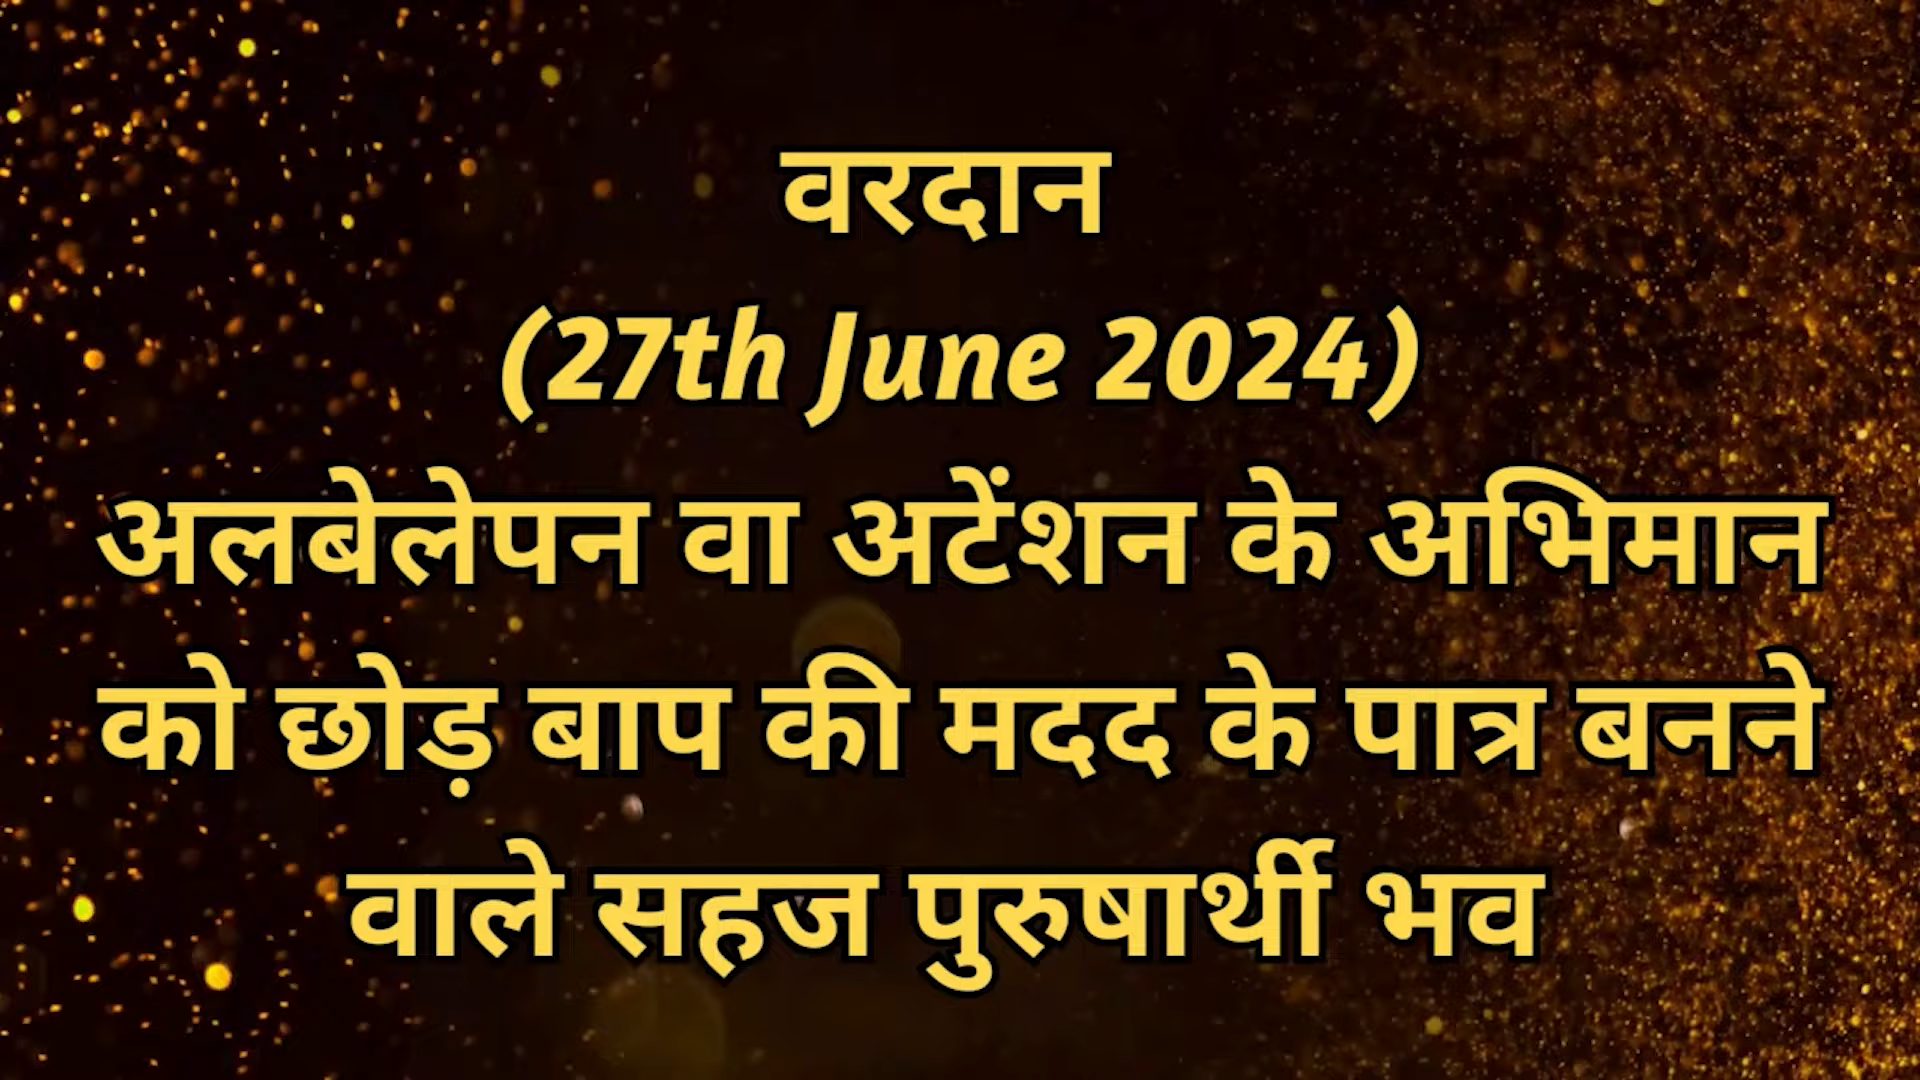 वरदान
(27th June 2024)
अलबेलेपन वा अटेंशन के अभिमान
को छोड़ बाप की मदद के पात्र बनने
वाले सहज पुरुषार्थी भव